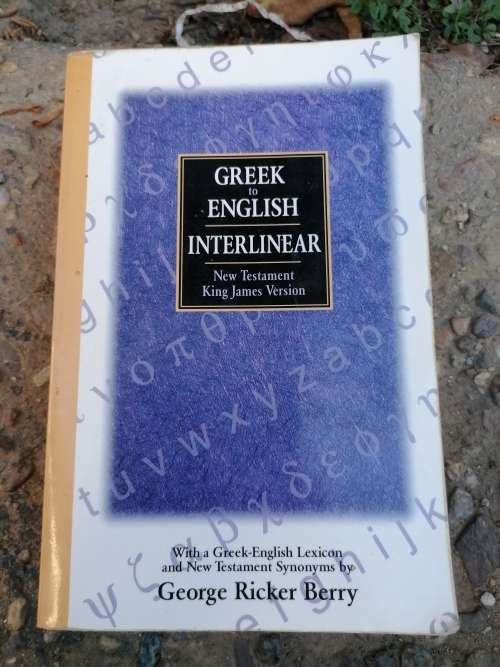 GREEK
to
ENGLISH
INTERLINEAR
New Testament
King James Version
With a Greek-English Lexicon
and New Testament Synonyms by
George Ricker Berry